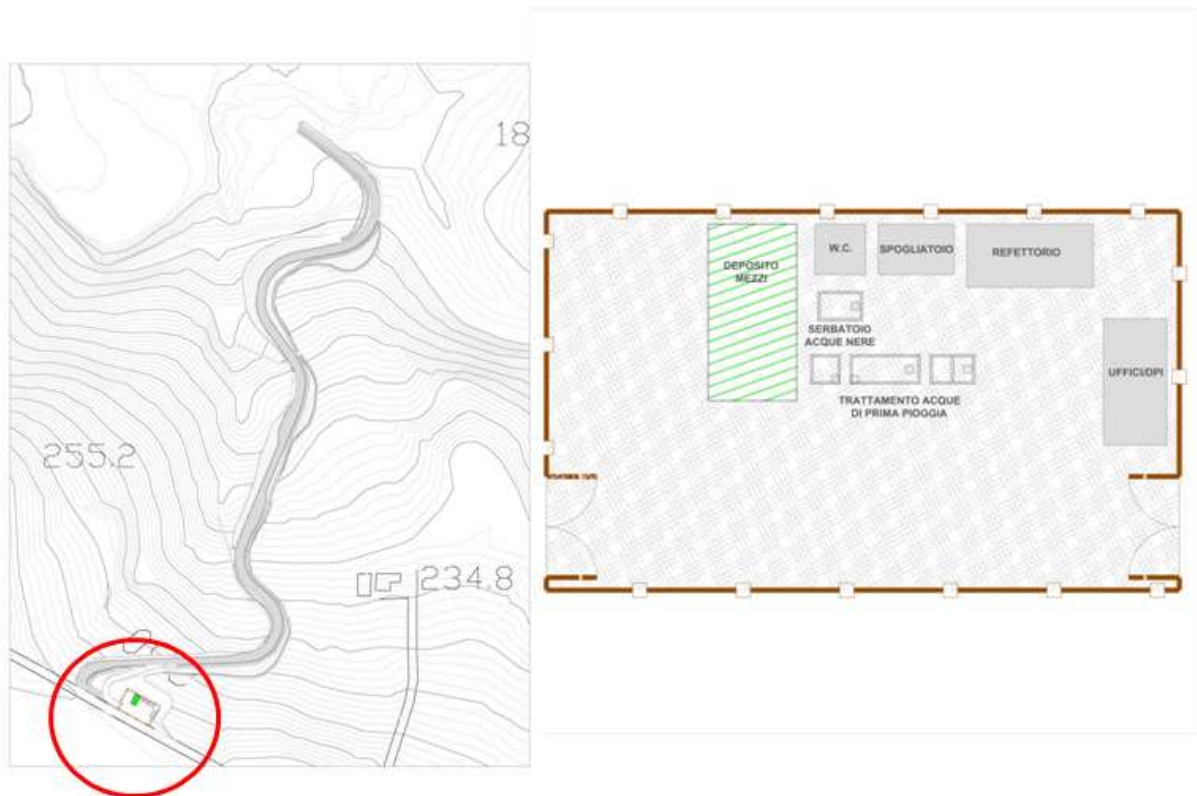 18
255.2
234.8
DEPOSITO
MEZZI
W.C.
SPOGLIATOIO
REFETTORIO
SERBATOIO
ACQUE NERE
UFFICI/DPI
TRATTAMENTO ACQUE
DI PRIMA PIOGGIA